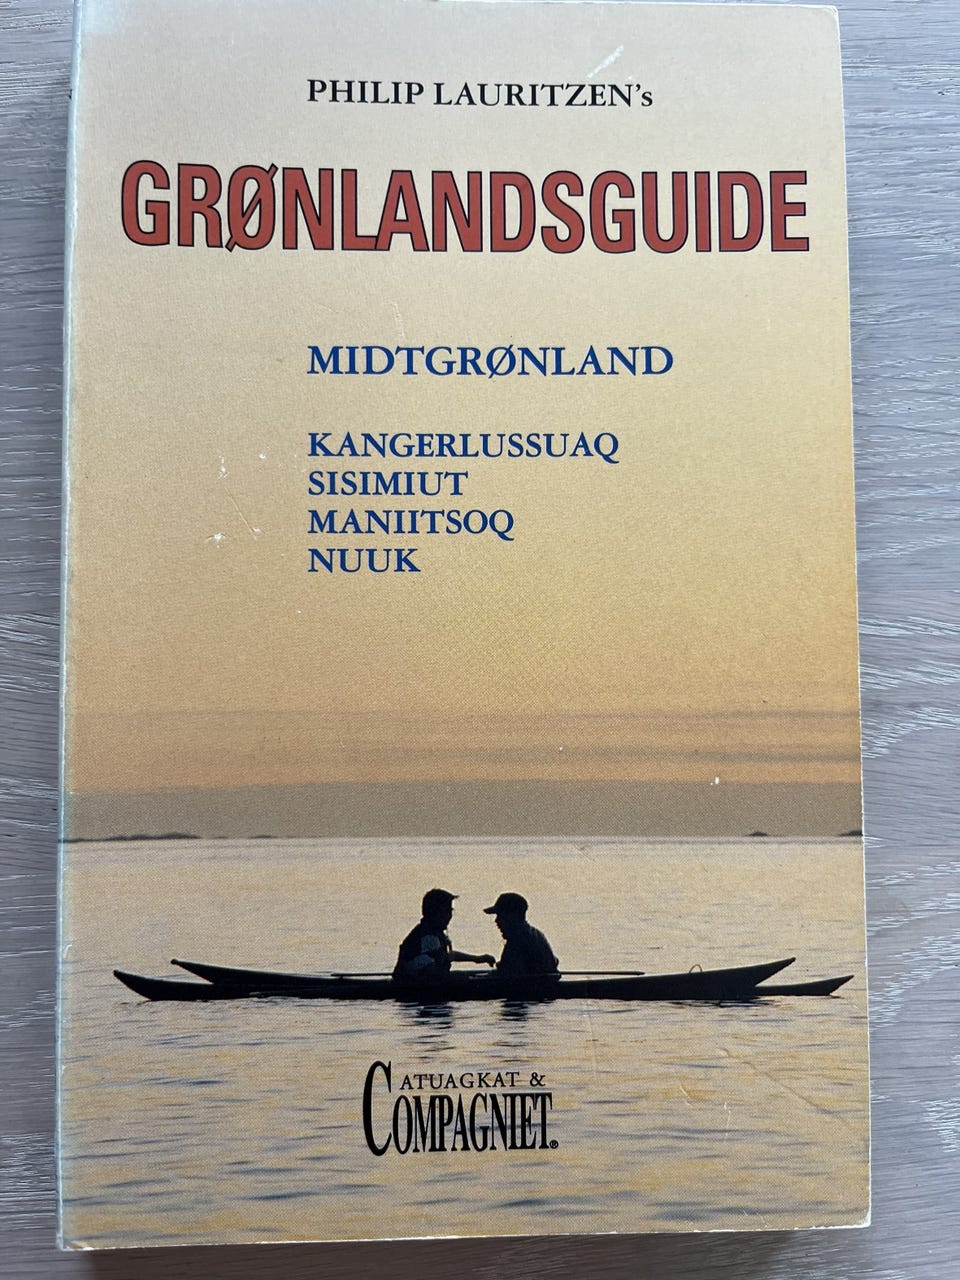 PHILIP LAURITZEN's
GRØNLANDSGUIDE
MIDTGRØNLAND
KANGERLUSSUAQ
SISIMIUT
MANIITSOQ
NUUK
ATUAGKAT &
COMPAGNIET®